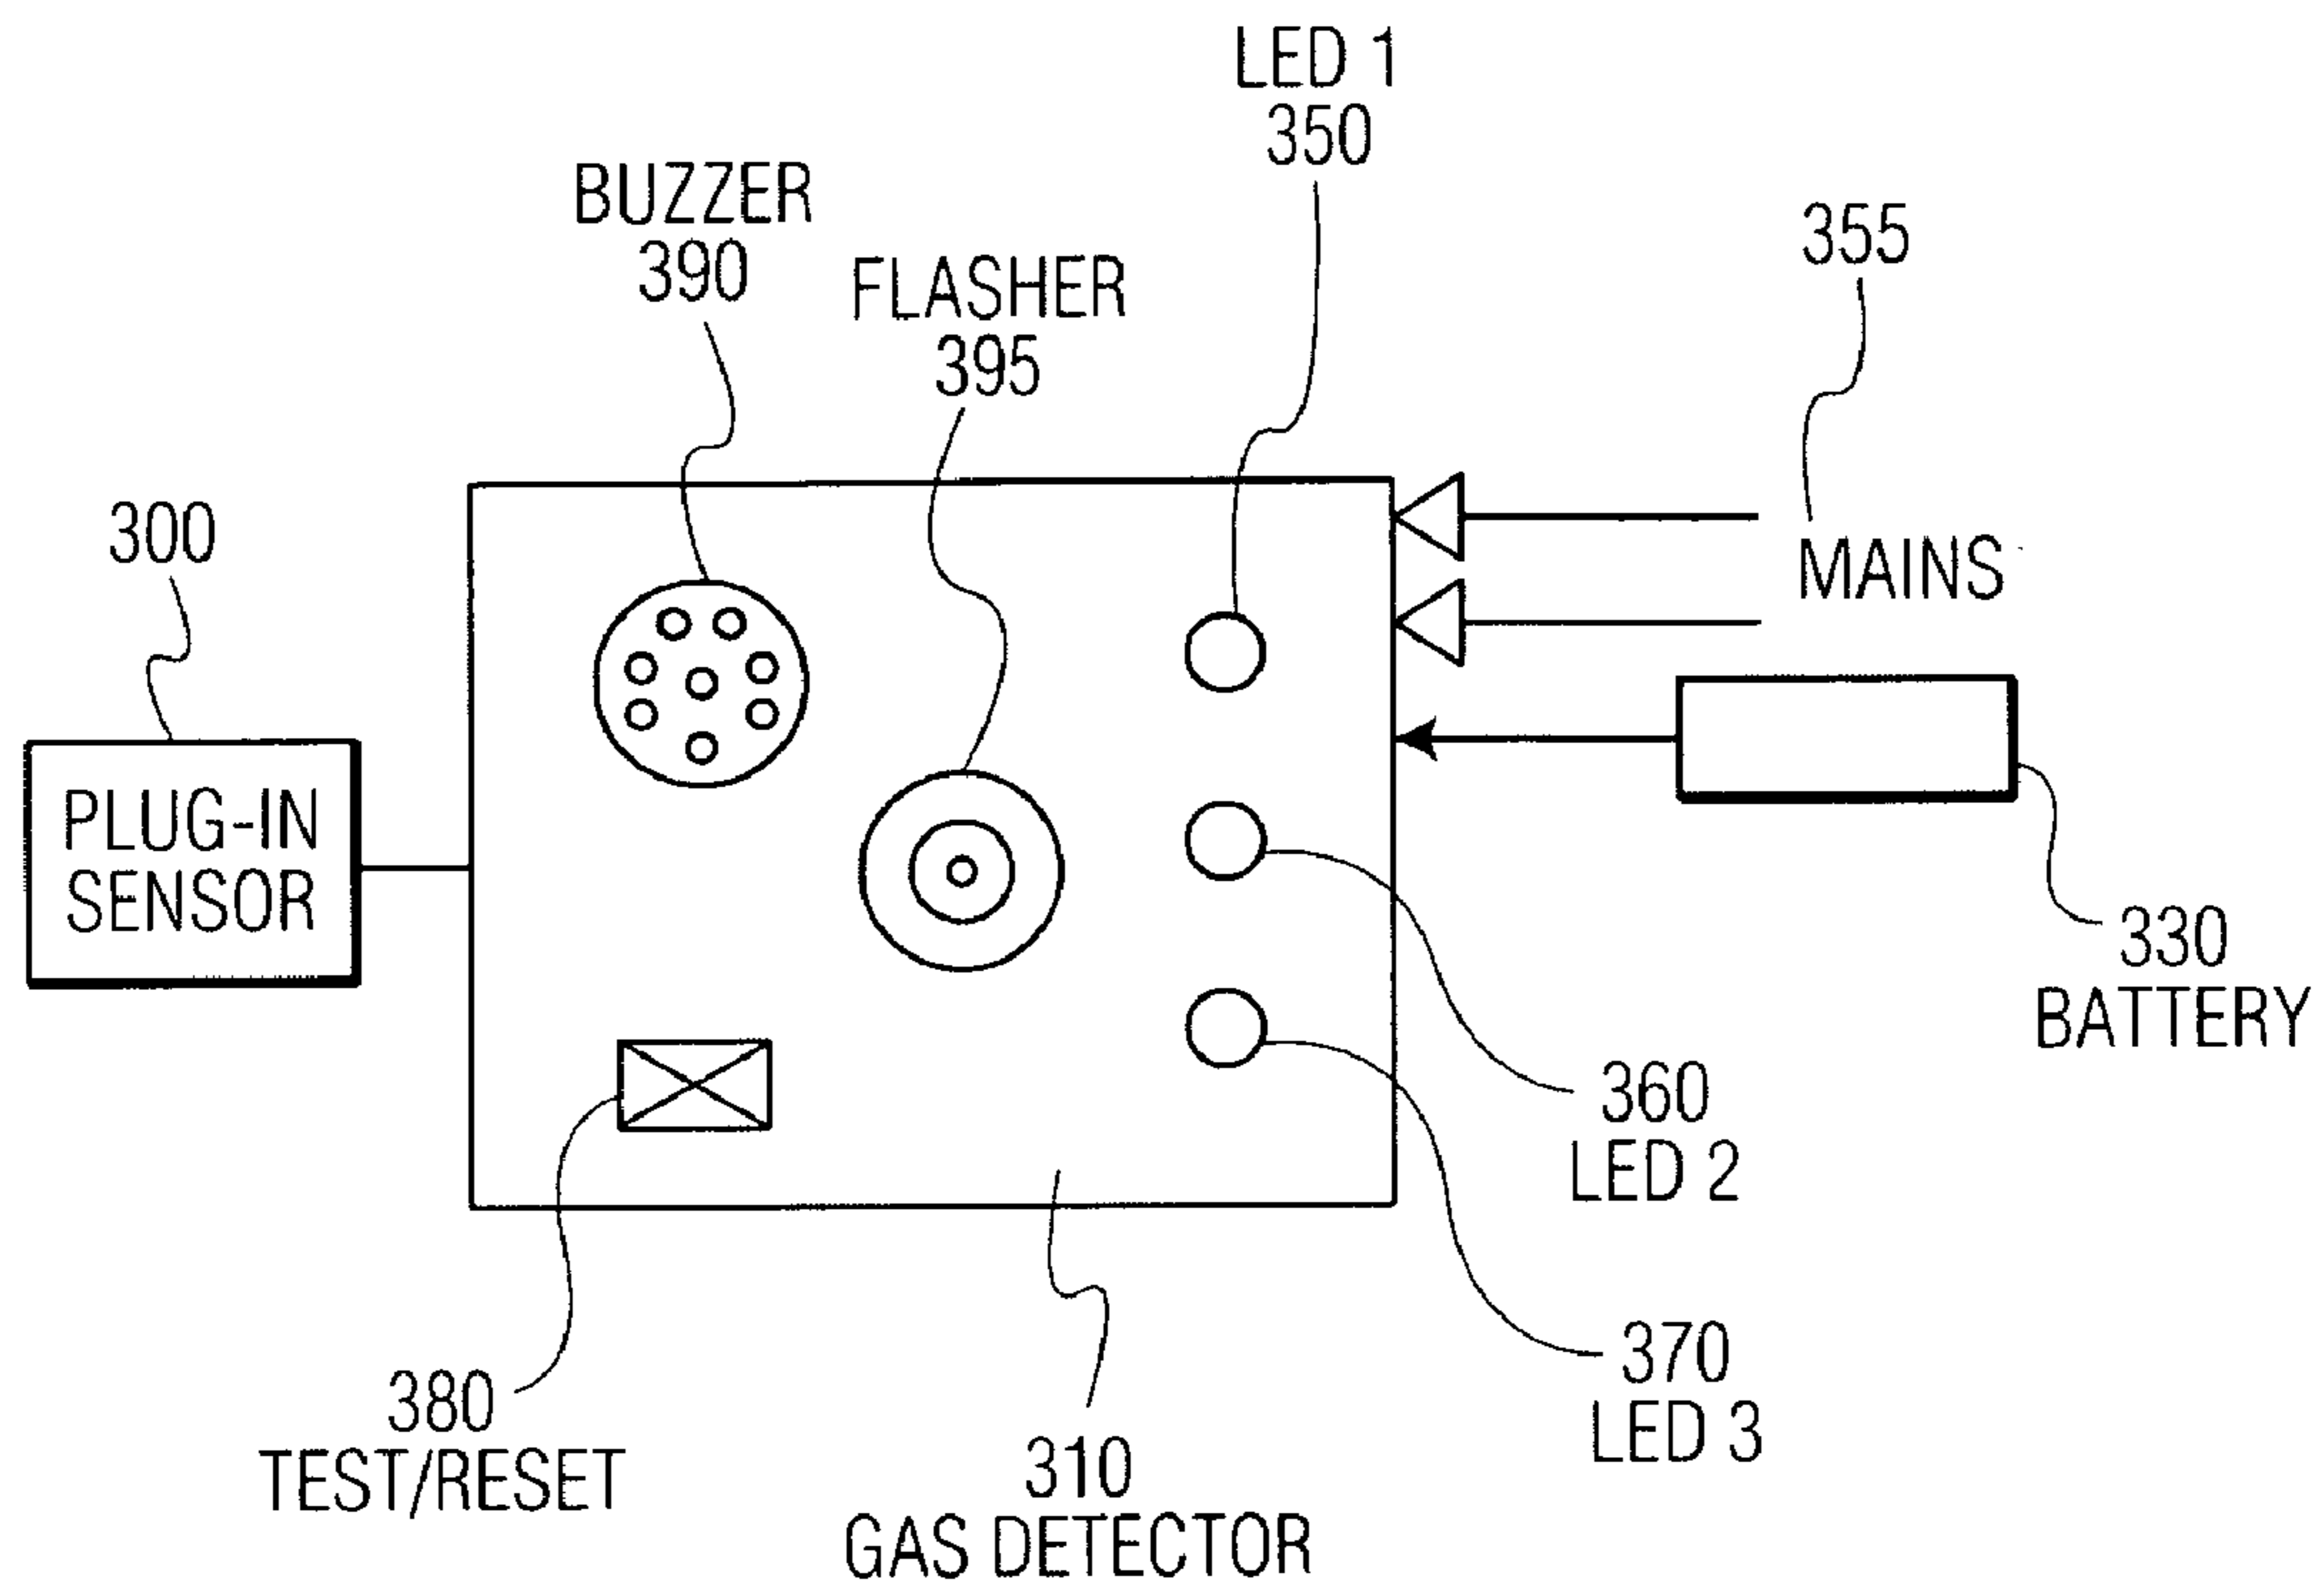 LED 1
350
BUZZER
390
FLASHER
395
355
MAINS
300
PLUG-IN
SENSOR
330
BATTERY
360
LED 2
370
LED 3
380
TEST/RESET
310
GAS DETECTOR